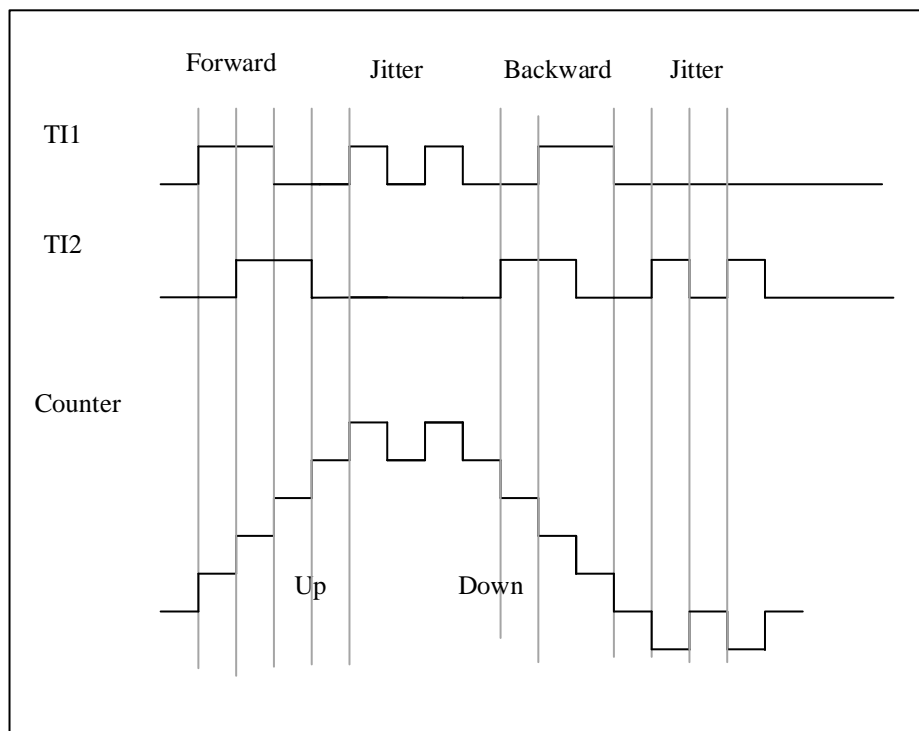 Forward
Jitter
Backward
Jitter
TI1
TI2
Counter
Up
Down